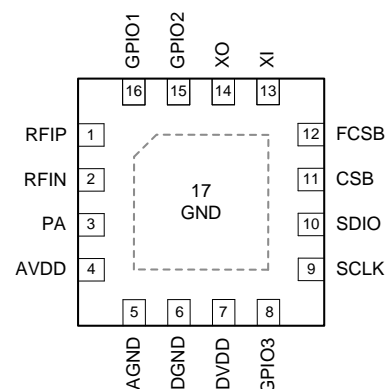 GPIO1
GPIO2
XO
XI
16
15
14
13
RFIP 1
12 FCSB
RFIN 2
11 CSB
17
GND
PA 3
10 SDIO
AVDD 4
9 SCLK
5
6
7
8
AGND
DGND
DVDD
GPIO3